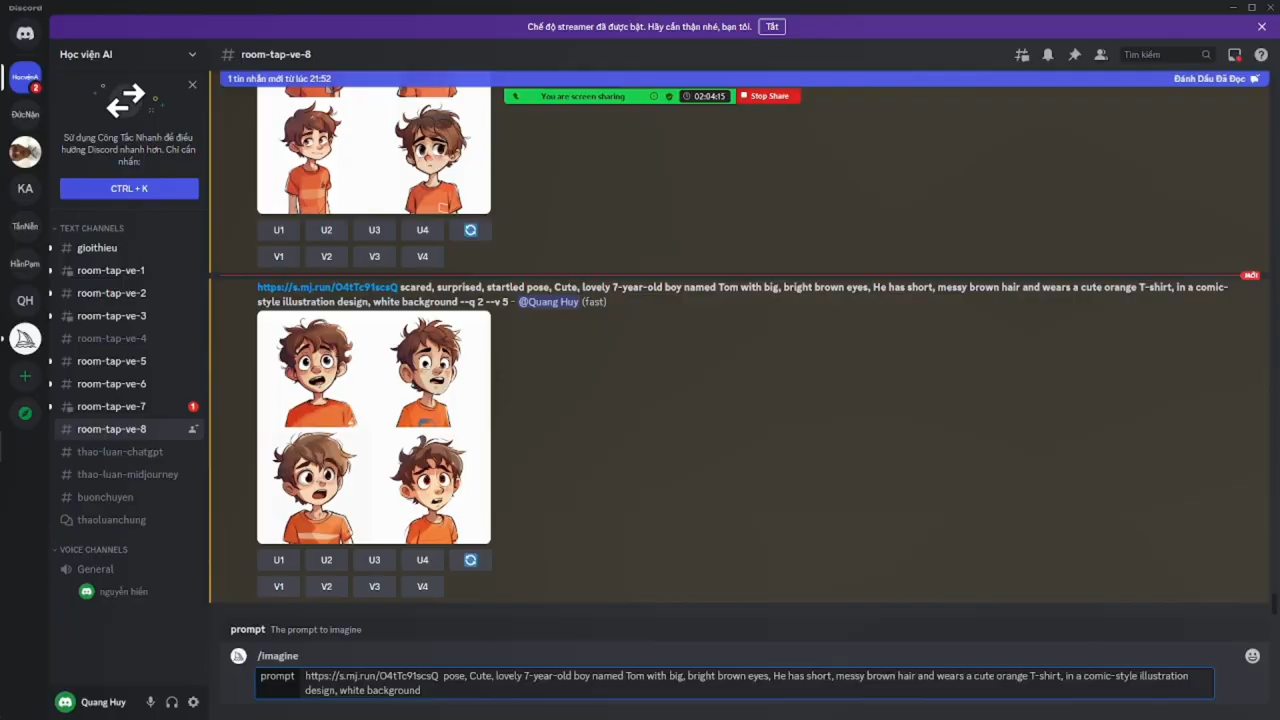 Discord
Chế độ streamer đã được bật. Hãy cẩn thận nhé, bạn tôi.
Tắt
Học viện AI
room-tap-ve-8
Tìm kiếm
HọcviệnA
2
ĐứcNạn
KA
TấnNền
HằnPạm
QH
Sử dụng Công Tắc Nhanh để điều
hướng Discord nhanh hơn. Chỉ cần
nhấn:
CTRL + K
TEXT CHANNELS
gioithieu
room-tap-ve-1
room-tap-ve-2
room-tap-ve-3
room-tap-ve-4
room-tap-ve-5
room-tap-ve-6
room-tap-ve-7
1
room-tap-ve-8
thao-luan-chatgpt
thao-luan-midjourney
buonchuyen
thaoluanchung
VOICE CHANNELS
General
nguyễn hiền
Quang Huy
1 tin nhắn mới từ lúc 21:52
Đánh Dấu Đã Đọc
You are screen sharing
02:04:15
Stop Share
U1 U2 U3 U4
V1 V2 V3 V4
MỚI
https://s.mj.run/O4tTc91scsQ scared, surprised, startled pose, Cute, lovely 7-year-old boy named Tom with big, bright brown eyes, He has short, messy brown hair and wears a cute orange T-shirt, in a comic-
style illustration design, white background --q 2 --v 5 - @Quang Huy (fast)
U1 U2 U3 U4
V1 V2 V3 V4
prompt The prompt to imagine
/imagine
prompt https://s.mj.run/O4tTc91scsQ pose, Cute, lovely 7-year-old boy named Tom with big, bright brown eyes, He has short, messy brown hair and wears a cute orange T-shirt, in a comic-style illustration
design, white background